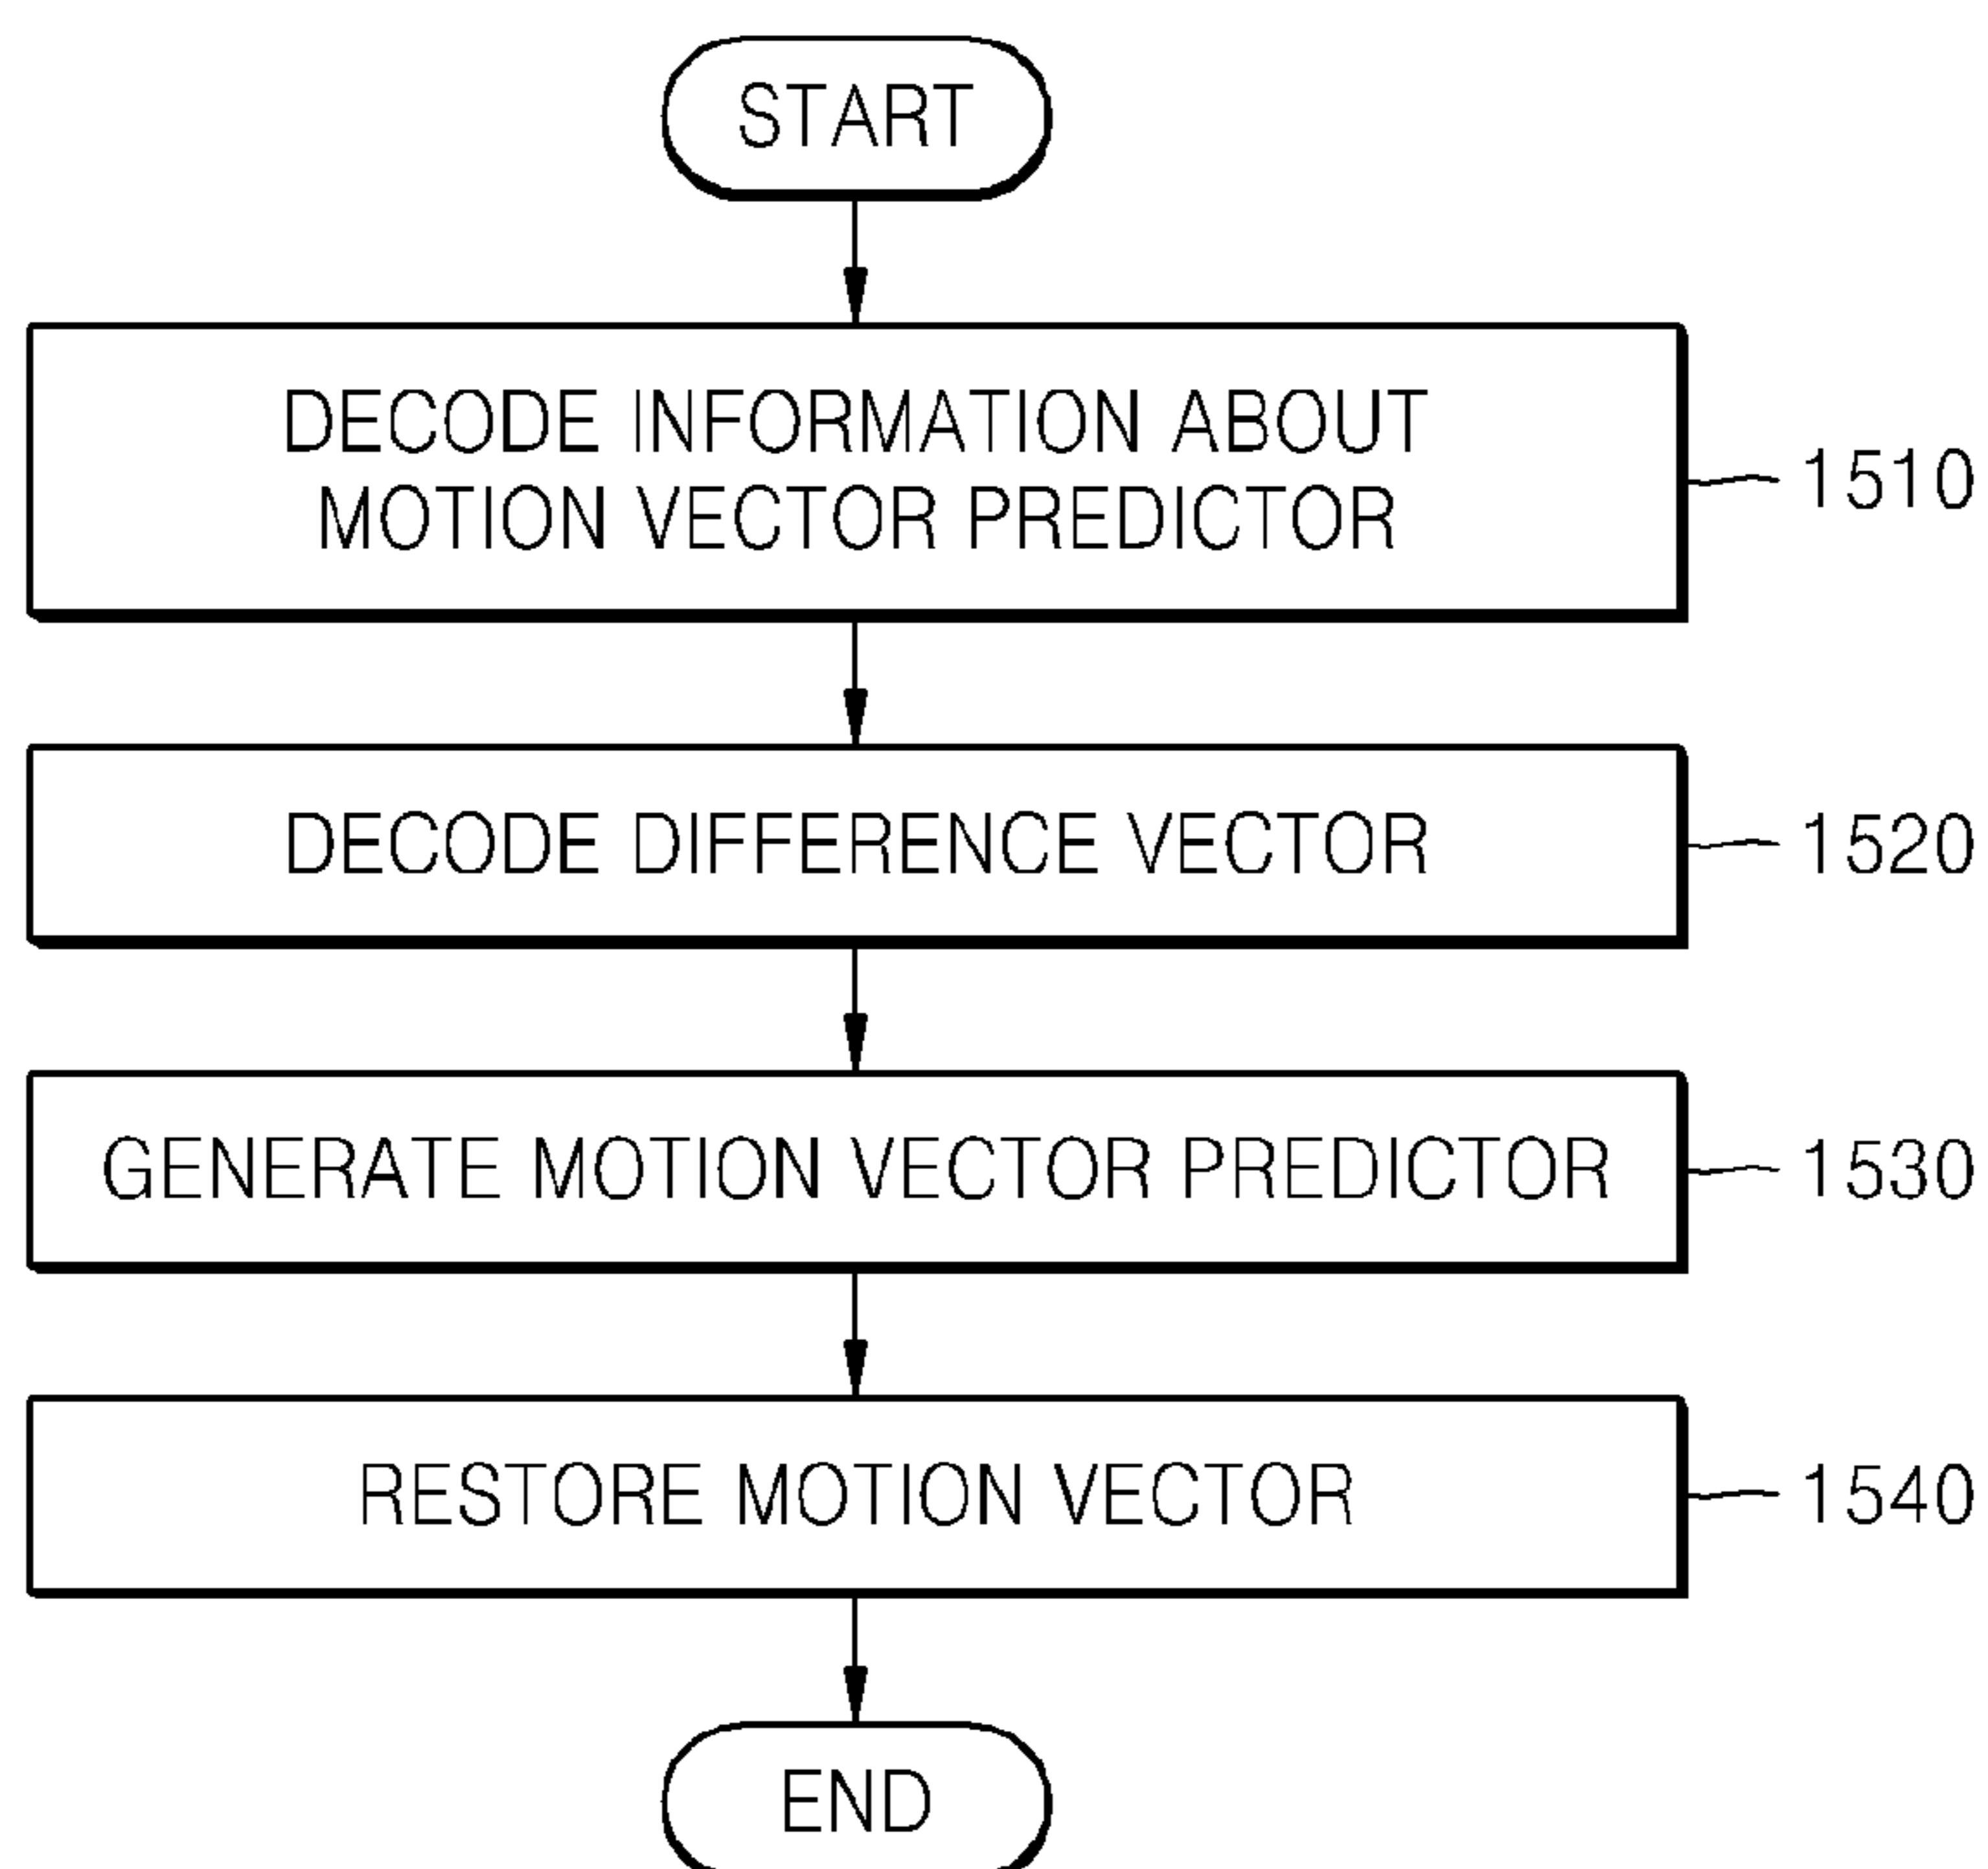 START
DECODE INFORMATION ABOUT
MOTION VECTOR PREDICTOR
1510
DECODE DIFFERENCE VECTOR
1520
GENERATE MOTION VECTOR PREDICTOR
1530
RESTORE MOTION VECTOR
1540
END